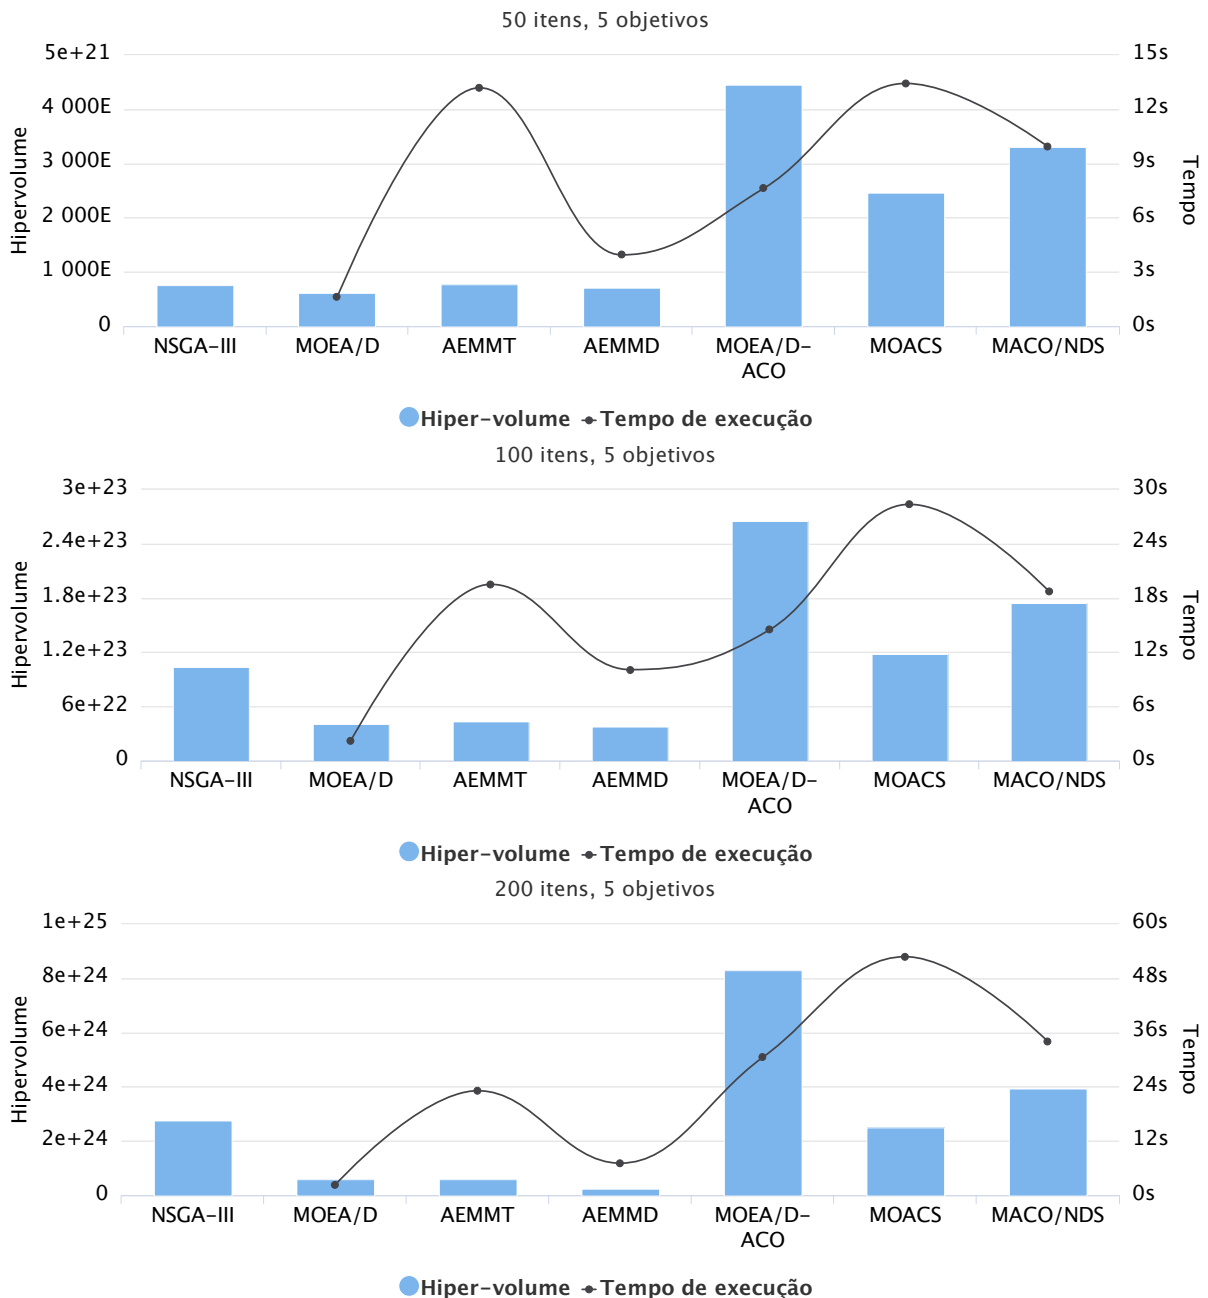 50 itens, 5 objetivos
5e+21 15s
4 000E 12s
3 000E 9s
2 000E 6s
1 000E 3s
0 0s
Hipervolume
Tempo
NSGA-III MOEA/D AEMMT AEMMD MOEA/D- MOACS MACO/NDS
ACO
Hiper-volume Tempo de execução
100 itens, 5 objetivos
3e+23 30s
2.4e+23 24s
1.8e+23 18s
1.2e+23 12s
6e+22 6s
0 0s
Hipervolume
Tempo
NSGA-III MOEA/D AEMMT AEMMD MOEA/D- MOACS MACO/NDS
ACO
Hiper-volume Tempo de execução
200 itens, 5 objetivos
1e+25 60s
8e+24 48s
6e+24 36s
4e+24 24s
2e+24 12s
0 0s
Hipervolume
Tempo
NSGA-III MOEA/D AEMMT AEMMD MOEA/D- MOACS MACO/NDS
ACO
Hiper-volume Tempo de execução